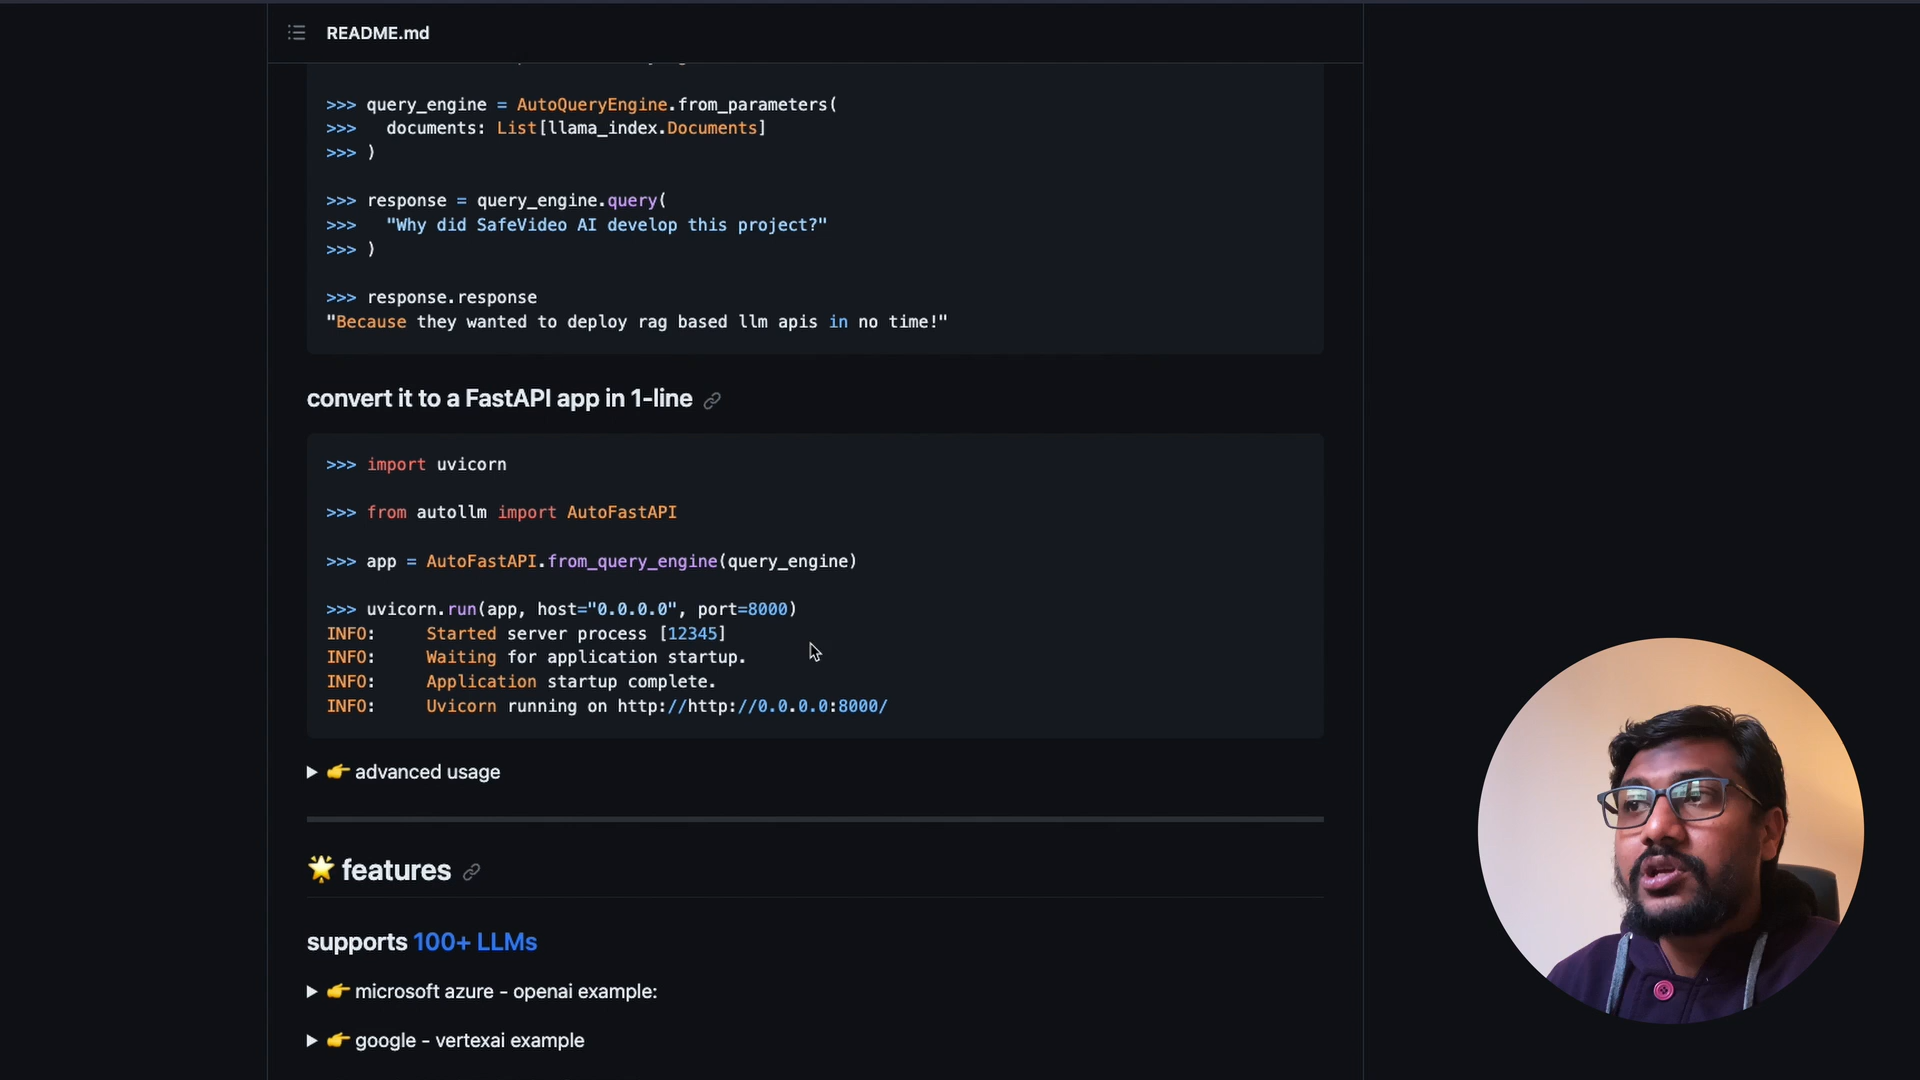 README.md
>>> query_engine = AutoQueryEngine.from_parameters(
>>>   documents: List[llama_index.Documents]
>>> )
>>> response = query_engine.query(
>>>   "Why did SafeVideo AI develop this project?"
>>> )
>>> response.response
"Because they wanted to deploy rag based llm apis in no time!"
convert it to a FastAPI app in 1-line
>>> import uvicorn
>>> from autollm import AutoFastAPI
>>> app = AutoFastAPI.from_query_engine(query_engine)
>>> uvicorn.run(app, host="0.0.0.0", port=8000)
INFO:     Started server process [12345]
INFO:     Waiting for application startup.
INFO:     Application startup complete.
INFO:     Uvicorn running on http://http://0.0.0.0:8000/
▶ 👉 advanced usage
🌟 features
supports 100+ LLMs
▶ 👉 microsoft azure - openai example:
▶ 👉 google - vertexai example